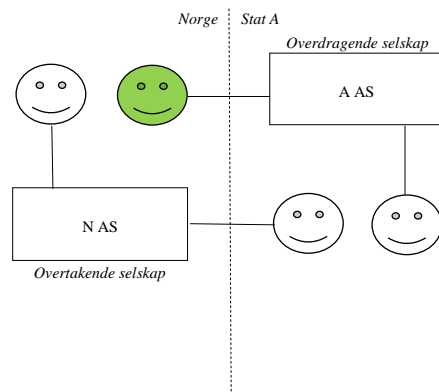 Norge Stat A
Overdragende selskap
A AS
N AS
Overtakende selskap